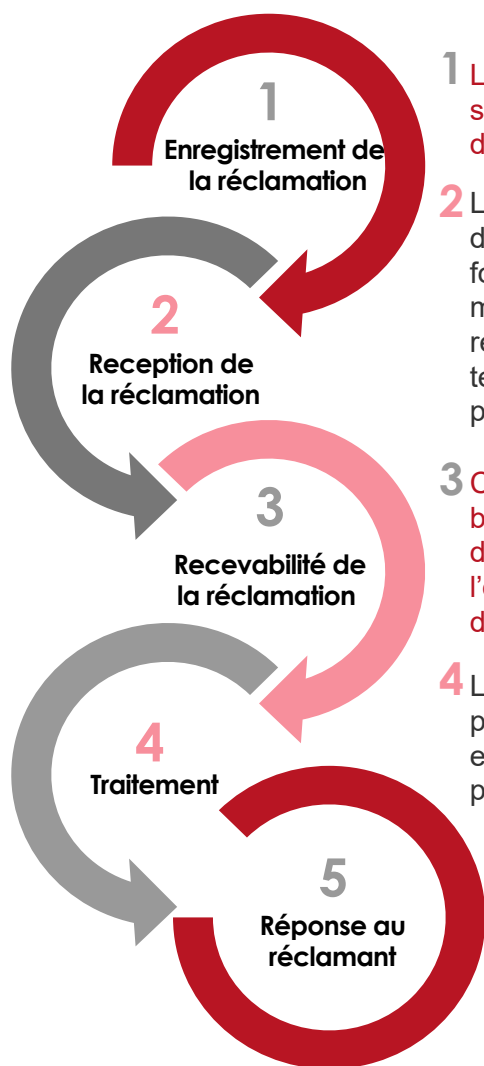 1
Enregistrement de
la réclamation
2
Reception de
la réclamation
3
Recevabilité de
la réclamation
4
Traitement
5
Réponse au
réclamant
1
2
3
4